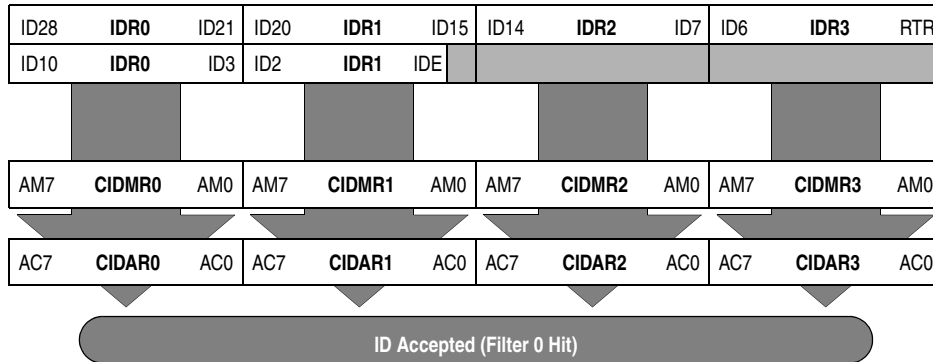 ID28 IDR0 ID21 ID20 IDR1 ID15 ID14 IDR2 ID7 ID6 IDR3 RTR
ID10 IDR0 ID3 ID2 IDR1 IDE
AM7 CIDMR0 AM0 AM7 CIDMR1 AM0 AM7 CIDMR2 AM0 AM7 CIDMR3 AM0
AC7 CIDAR0 AC0 AC7 CIDAR1 AC0 AC7 CIDAR2 AC0 AC7 CIDAR3 AC0
ID Accepted (Filter 0 Hit)